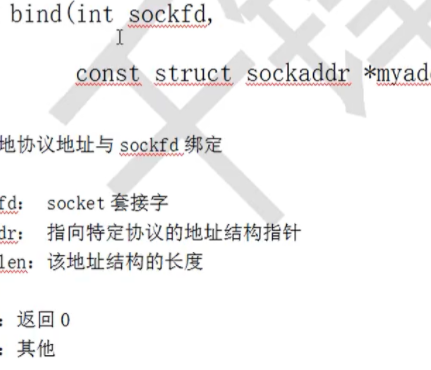 bind(int sockfd,
const struct sockaddr *myad
地协议地址与 sockfd 绑定
fd: socket 套接字
dr: 指向特定协议的地址结构指针
len: 该地址结构的长度
: 返回 0
: 其他